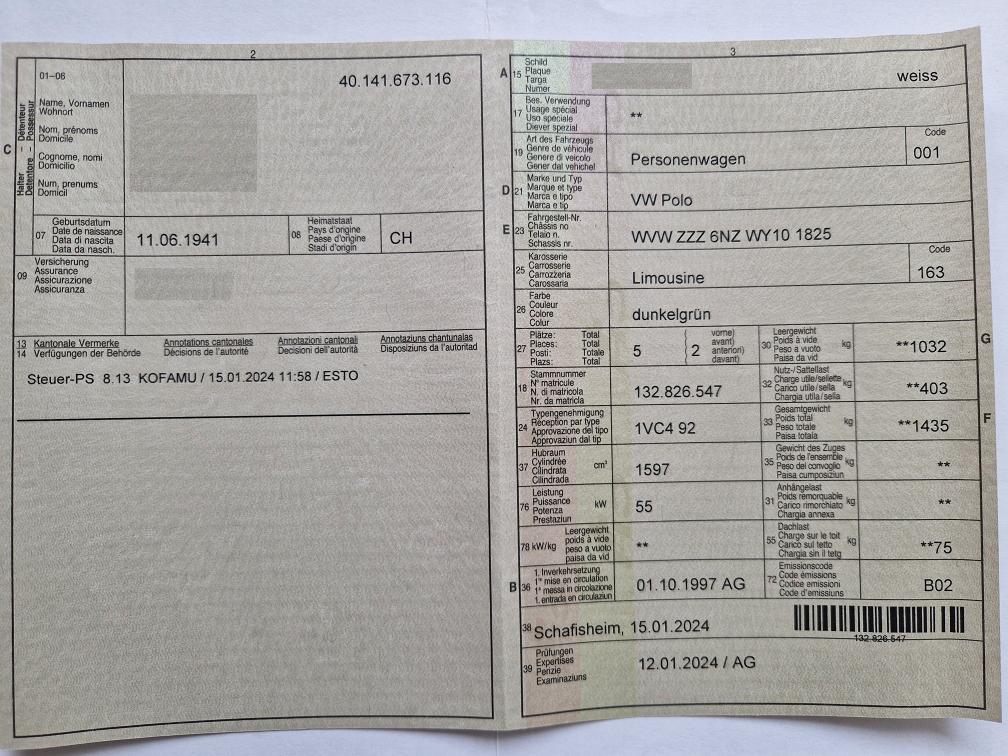 2
01–06
40.141.673.116
C
Halter – Détenteur
Detentore – Possessur
Name, Vornamen
Wohnort
Nom, prénoms
Domicile
Cognome, nomi
Domicilio
Num, prenums
Domicil
07
Geburtsdatum
Date de naissance
Data di nascita
Data da nasch.
11.06.1941
08
Heimatstaat
Pays d'origine
Paese d'origine
Stadi d'origin
CH
09
Versicherung
Assurance
Assicurazione
Assicuranza
13 Kantonale Vermerke Annotations cantonales Annotazioni cantonali Annotaziuns chantunalas
14 Verfügungen der Behörde Décisions de l'autorité Decisioni dell'autorità Disposiziuns da l'autoritad
Steuer-PS 8.13 KOFAMU / 15.01.2024 11:58 / ESTO
3
A 15
Schild
Plaque
Targa
Numer
weiss
17
Bes. Verwendung
Usage spécial
Uso speciale
Diever spezial
**
19
Art des Fahrzeugs
Genre de véhicule
Genere di veicolo
Gener dal vehichel
Personenwagen
Code
001
D 21
Marke und Typ
Marque et type
Marca e tipo
Marca e tip
VW Polo
E 23
Fahrgestell-Nr.
Châssis no
Telaio n.
Schassis nr.
WVW ZZZ 6NZ WY10 1825
25
Karosserie
Carrosserie
Carrozzeria
Carossaria
Limousine
Code
163
26
Farbe
Couleur
Colore
Colur
dunkelgrün
27
Plätze: Total
Places: Total
Posti: Totale
Plazs: Total
5
2
vorne)
avant)
anteriori)
davant)
30
Leergewicht
Poids à vide
Peso a vuoto
Paisa da vid
kg
**1032
G
18
Stammnummer
N° matricule
N. di matricola
Nr. da matricla
132.826.547
32
Nutz-/Sattellast
Charge utile/sellette
Carico utile/sella
Chargia utila/sella
kg
**403
24
Typengenehmigung
Réception par type
Approvazione del tipo
Approvaziun dal tip
1VC4 92
33
Gesamtgewicht
Poids total
Peso totale
Paisa totala
kg
**1435
F
37
Hubraum
Cylindrée
Cilindrata
Cilindrada
cm³
1597
35
Gewicht des Zuges
Poids de l'ensemble
Peso del convoglio
Paisa cumposiziun
kg
**
76
Leistung
Puissance
Potenza
Prestaziun
kW
55
31
Anhängelast
Poids remorquable
Carico rimorchiato
Chargia annexa
kg
**
78 kW/kg
Leergewicht
poids à vide
peso a vuoto
paisa da vid
**
55
Dachlast
Charge sur le toit
Carico sul tetto
Chargia sin il tetg
kg
**75
B 36
1. Inverkehrsetzung
1re mise en circulation
1a messa in circolazione
1. entrada en circulaziun
01.10.1997 AG
72
Emissionscode
Code émissions
Codice emissioni
Code d'emissiuns
B02
38
Schafisheim, 15.01.2024
132.826.547
39
Prüfungen
Expertises
Perizie
Examinaziuns
12.01.2024 / AG